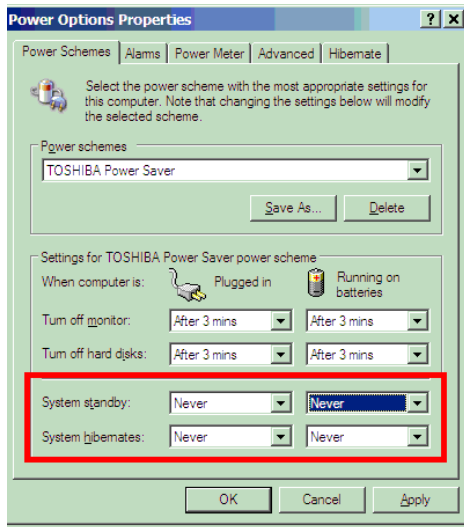 Power Options Properties
Power Schemes Alarms Power Meter Advanced Hibernate
Select the power scheme with the most appropriate settings for
this computer. Note that changing the settings below will modify
the selected scheme.
Power schemes
TOSHIBA Power Saver
Save As... Delete
Settings for TOSHIBA Power Saver power scheme
When computer is: Plugged in Running on
batteries
Turn off monitor: After 3 mins After 3 mins
Turn off hard disks: After 3 mins After 3 mins
System standby: Never Never
System hibernates: Never Never
OK Cancel Apply